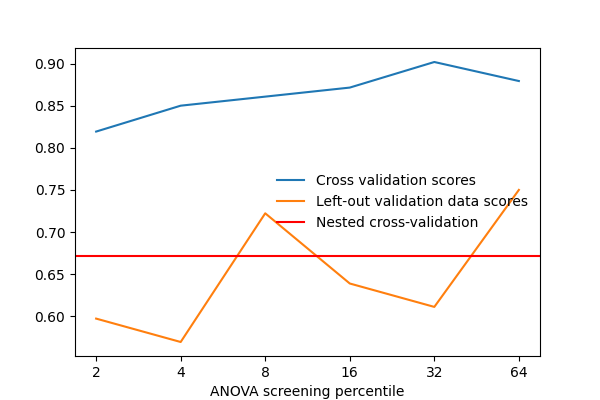 0.90
0.85
0.80
0.75
0.70
0.65
0.60
Cross validation scores
Left-out validation data scores
Nested cross-validation
2 4 8 16 32 64
ANOVA screening percentile